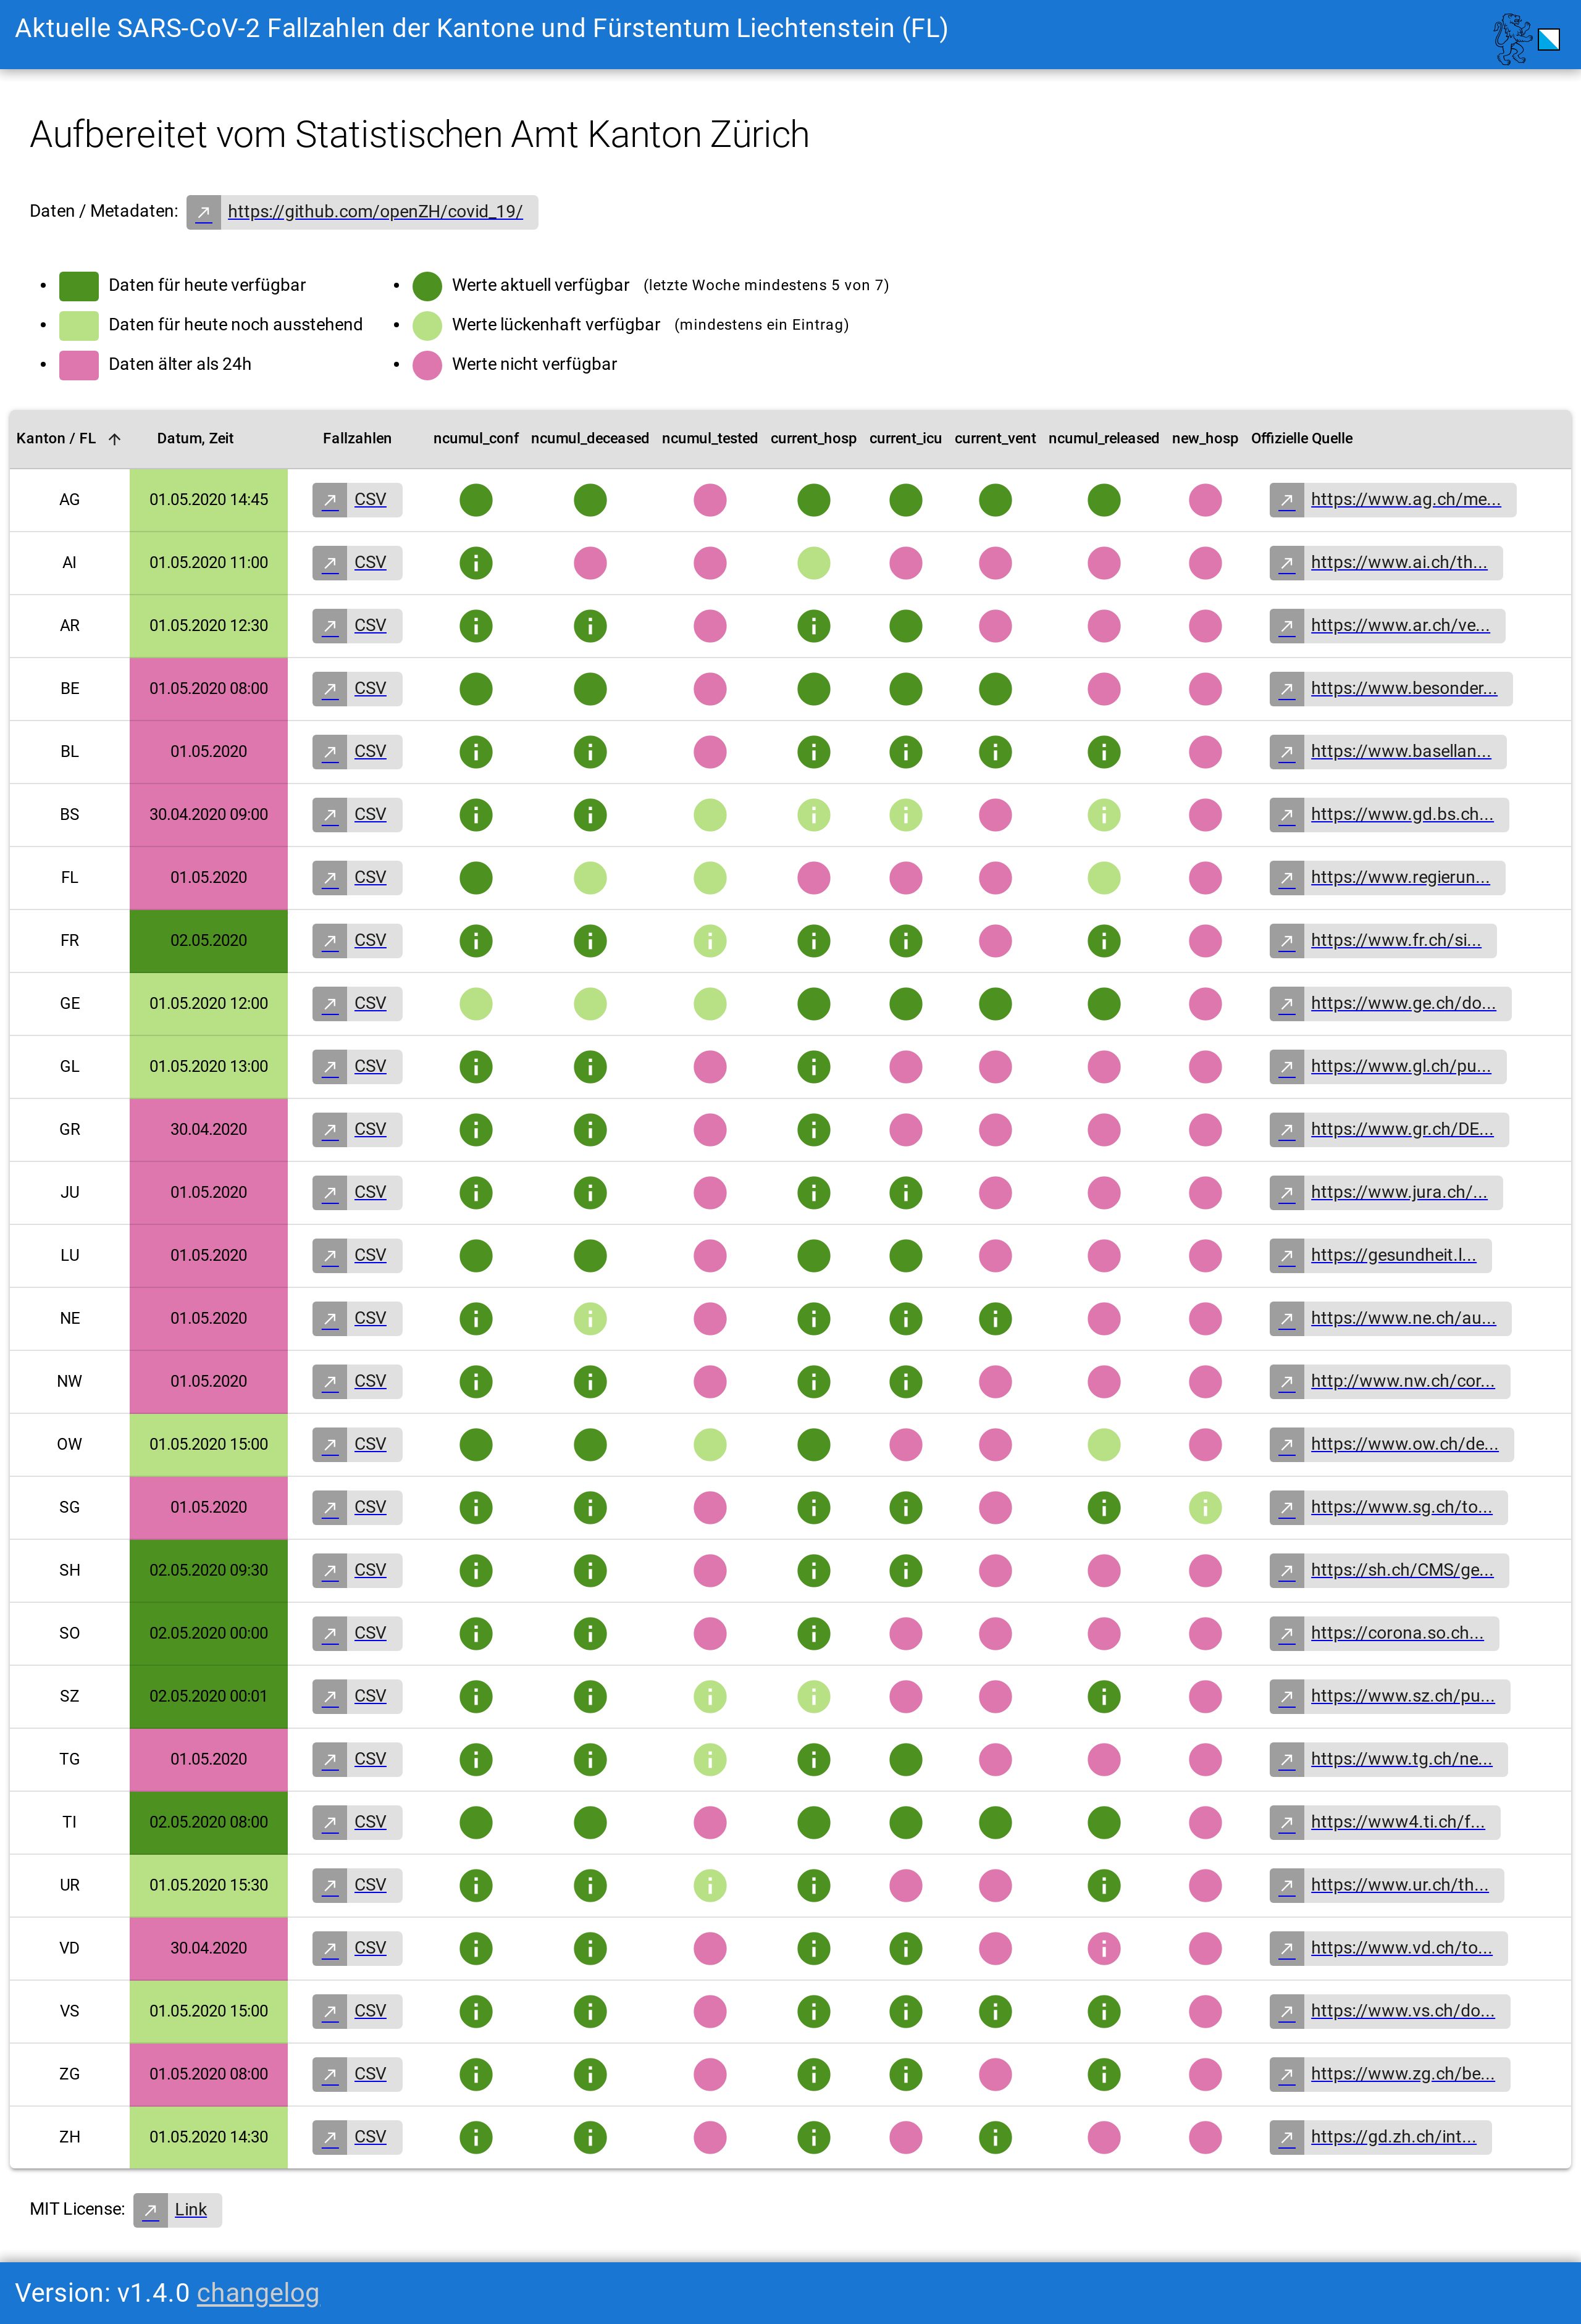 Aktuelle SARS-CoV-2 Fallzahlen der Kantone und Fürstentum Liechtenstein (FL)
Aufbereitet vom Statistischen Amt Kanton Zürich
Daten / Metadaten: https://github.com/openZH/covid_19/
Daten für heute verfügbar
Daten für heute noch ausstehend
Daten älter als 24h
Werte aktuell verfügbar (letzte Woche mindestens 5 von 7)
Werte lückenhaft verfügbar (mindestens ein Eintrag)
Werte nicht verfügbar
Kanton / FL Datum, Zeit Fallzahlen ncumul_conf ncumul_deceased ncumul_tested current_hosp current_icu current_vent ncumul_released new_hosp Offizielle Quelle
AG 01.05.2020 14:45 CSV https://www.ag.ch/me...
AI 01.05.2020 11:00 CSV https://www.ai.ch/th...
AR 01.05.2020 12:30 CSV https://www.ar.ch/ve...
BE 01.05.2020 08:00 CSV https://www.besonder...
BL 01.05.2020 CSV https://www.basellan...
BS 30.04.2020 09:00 CSV https://www.gd.bs.ch...
FL 01.05.2020 CSV https://www.regierun...
FR 02.05.2020 CSV https://www.fr.ch/si...
GE 01.05.2020 12:00 CSV https://www.ge.ch/do...
GL 01.05.2020 13:00 CSV https://www.gl.ch/pu...
GR 30.04.2020 CSV https://www.gr.ch/DE...
JU 01.05.2020 CSV https://www.jura.ch/...
LU 01.05.2020 CSV https://gesundheit.l...
NE 01.05.2020 CSV https://www.ne.ch/au...
NW 01.05.2020 CSV http://www.nw.ch/cor...
OW 01.05.2020 15:00 CSV https://www.ow.ch/de...
SG 01.05.2020 CSV https://www.sg.ch/to...
SH 02.05.2020 09:30 CSV https://sh.ch/CMS/ge...
SO 02.05.2020 00:00 CSV https://corona.so.ch...
SZ 02.05.2020 00:01 CSV https://www.sz.ch/pu...
TG 01.05.2020 CSV https://www.tg.ch/ne...
TI 02.05.2020 08:00 CSV https://www4.ti.ch/f...
UR 01.05.2020 15:30 CSV https://www.ur.ch/th...
VD 30.04.2020 CSV https://www.vd.ch/to...
VS 01.05.2020 15:00 CSV https://www.vs.ch/do...
ZG 01.05.2020 08:00 CSV https://www.zg.ch/be...
ZH 01.05.2020 14:30 CSV https://gd.zh.ch/int...
MIT License: Link
Version: v1.4.0 changelog